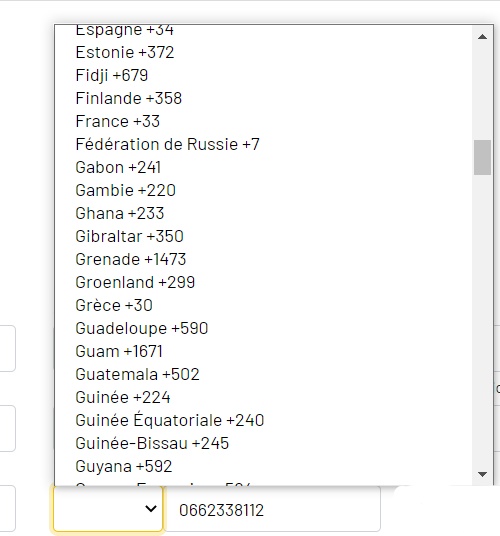 Espagne +34
Estonie +372
Fidji +679
Finlande +358
France +33
Fédération de Russie +7
Gabon +241
Gambie +220
Ghana +233
Gibraltar +350
Grenade +1473
Groenland +299
Grèce +30
Guadeloupe +590
Guam +1671
Guatemala +502
Guinée +224
Guinée Équatoriale +240
Guinée-Bissau +245
Guyana +592
0662338112